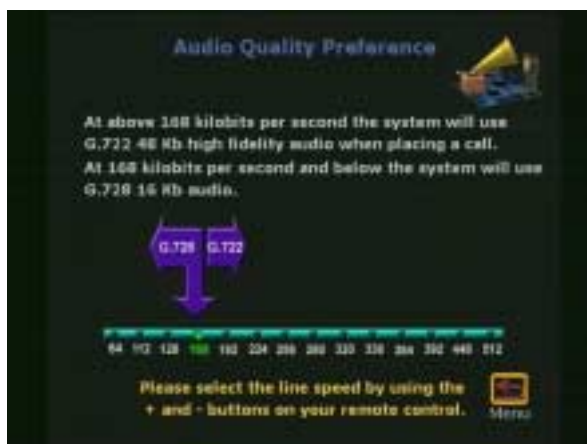 Audio Quality Preference
At above 168 kilobits per second the system will use
G.722 48 Kb high fidelity audio when placing a call.
At 168 kilobits per second and below the system will use
G.728 16 Kb audio.
G.728 G.722
64 112 128 168 192 224 256 280 320 336 384 392 448 512
Please select the line speed by using the
+ and - buttons on your remote control.
Menu